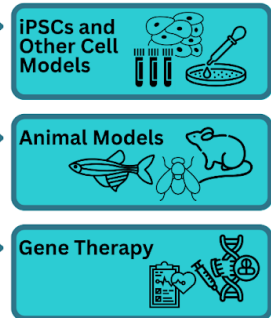 iPSCs and
Other Cell
Models
Animal Models
Gene Therapy